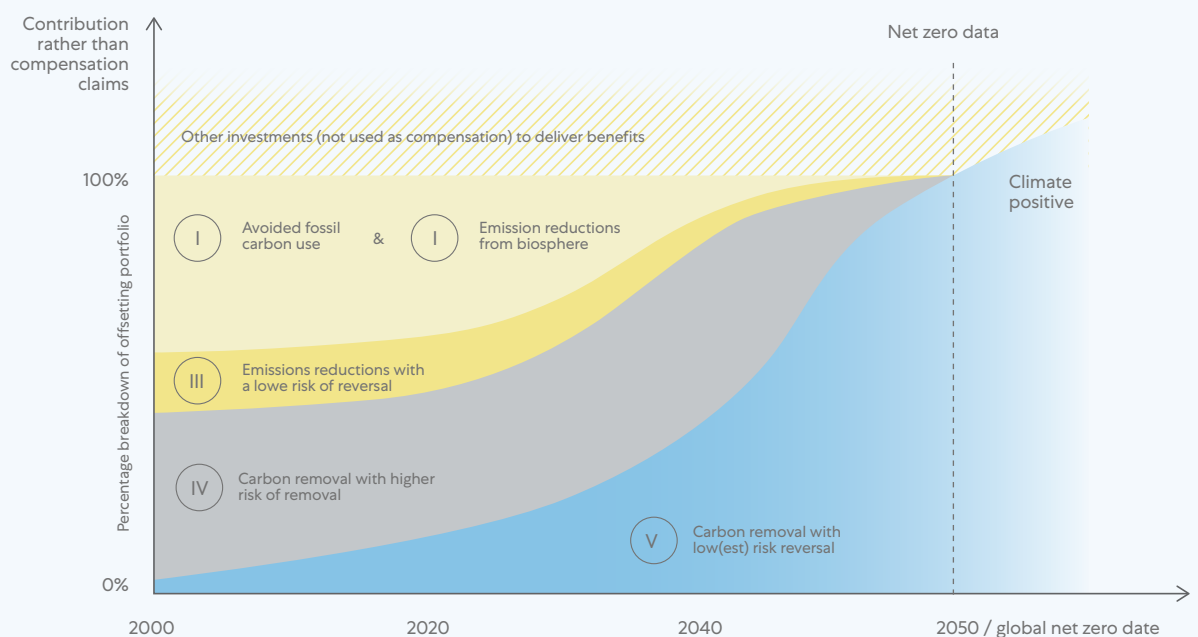 Contribution
rather than
compensation
claims
Net zero data
Other investments (not used as compensation) to deliver benefits
100%
Climate
positive
I
Avoided fossil
carbon use
&
I
Emission reductions
from biosphere
Percentage breakdown of offsetting portfolio
III
Emissions reductions with
a lowe risk of reversal
IV
Carbon removal with higher
risk of removal
V
Carbon removal with
low(est) risk reversal
0%
2000
2020
2040
2050 / global net zero date